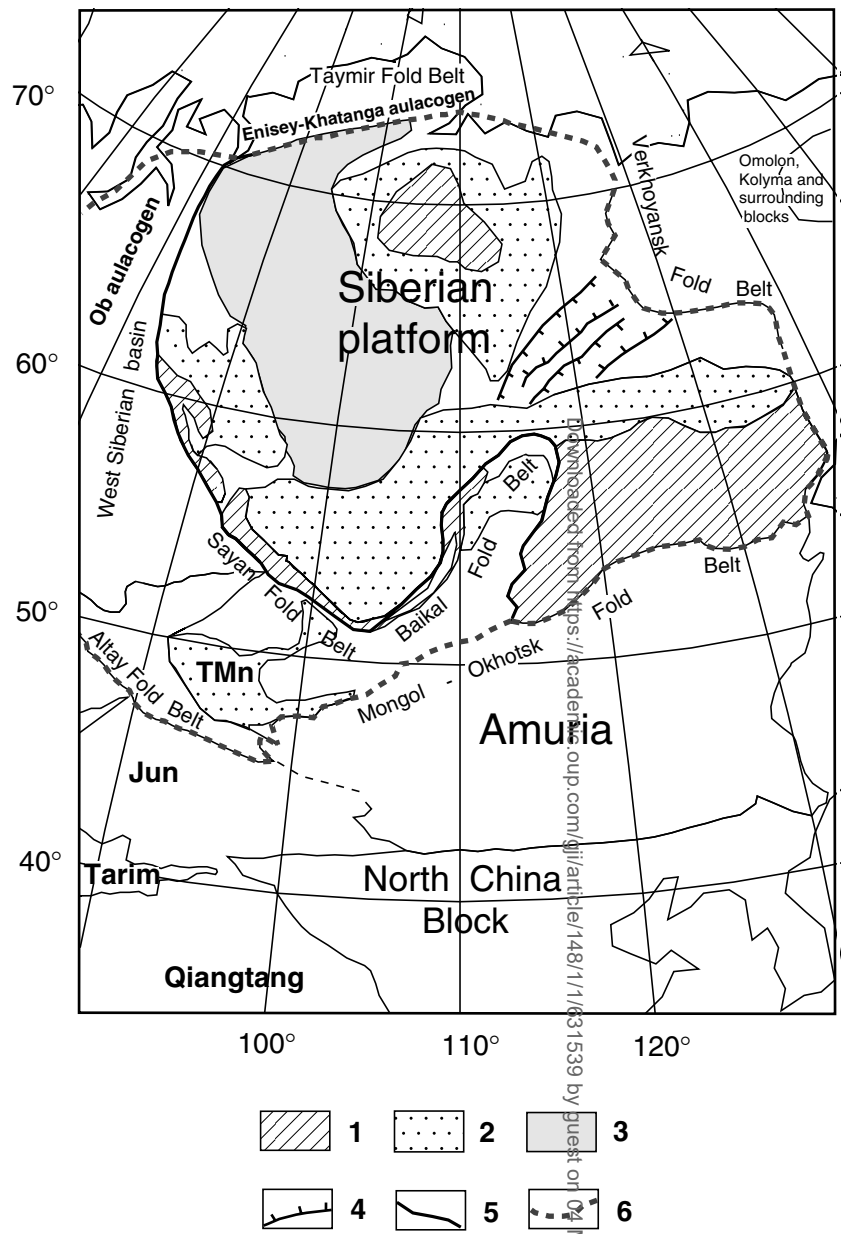 70°
60°
50°
40°
Taymir Fold Belt
Enisey-Khatanga aulacogen
Verkhoyansk
Fold
Belt
Omolon,
Kolyma and
surrounding
blocks
Ob aulacogen
West Siberian basin
Siberian
platform
Sayan Fold
Belt
Baikal
Fold
Belt
Altay Fold Belt
TMn
Mongol - Okhotsk
Fold
Belt
Amuria
Jun
Tarim
North China
Block
Qiangtang
100°
110°
120°
1
2
3
4
5
6
Downloaded from https://academic.oup.com/gji/article/148/1/1/631539 by guest on 04